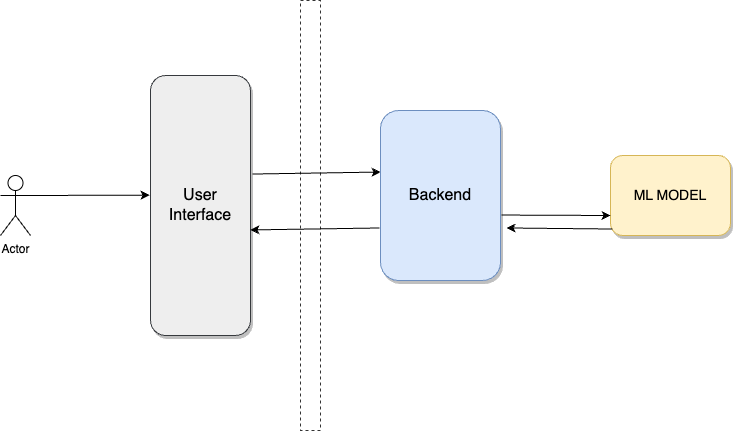 User
Interface
Backend
ML MODEL
Actor